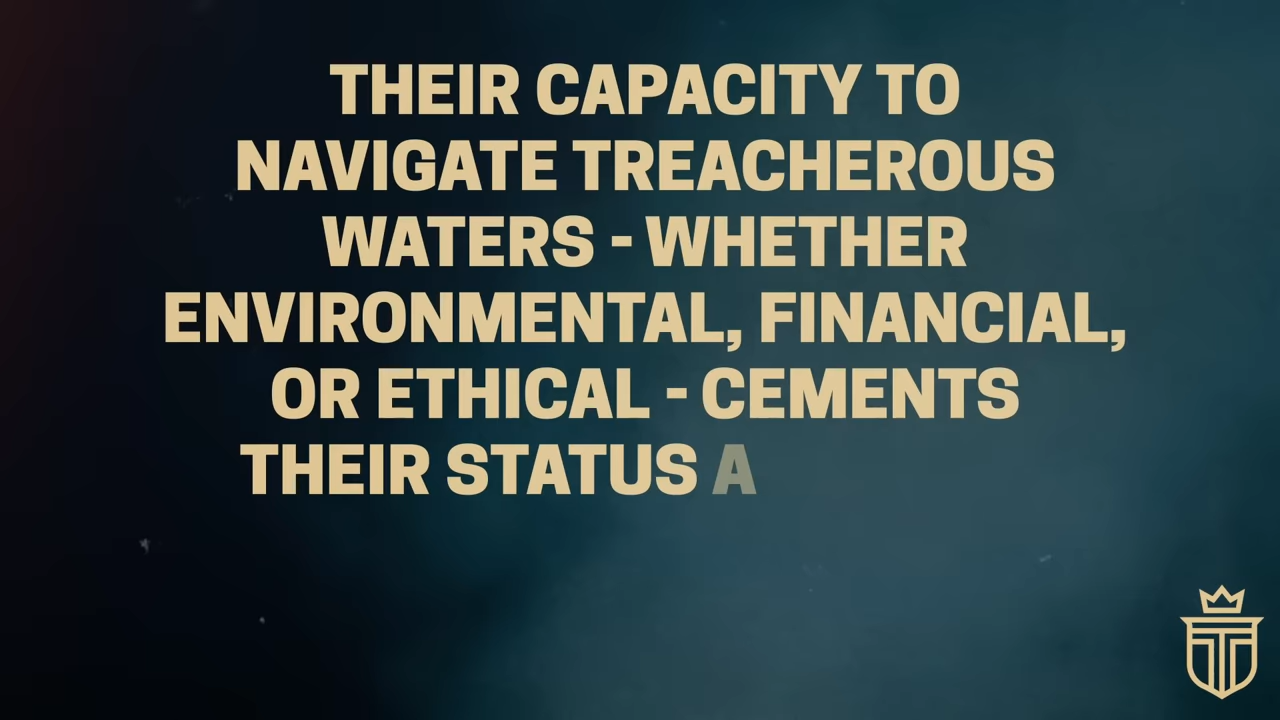 THEIR CAPACITY TO
NAVIGATE TREACHEROUS
WATERS - WHETHER
ENVIRONMENTAL, FINANCIAL,
OR ETHICAL - CEMENTS
THEIR STATUS A